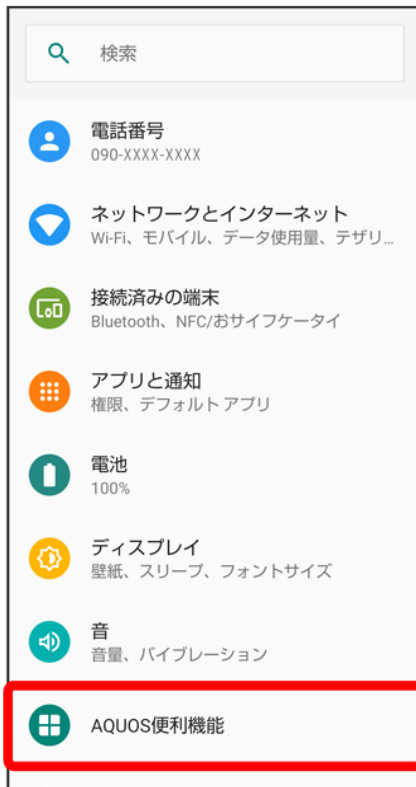 検索
電話番号
090-XXXX-XXXX
ネットワークとインターネット
Wi-Fi、モバイル、データ使用量、テザリ...
接続済みの端末
Bluetooth、NFC/おサイフケータイ
アプリと通知
権限、デフォルト アプリ
電池
100%
ディスプレイ
壁紙、スリープ、フォントサイズ
音
音量、バイブレーション
AQUOS便利機能